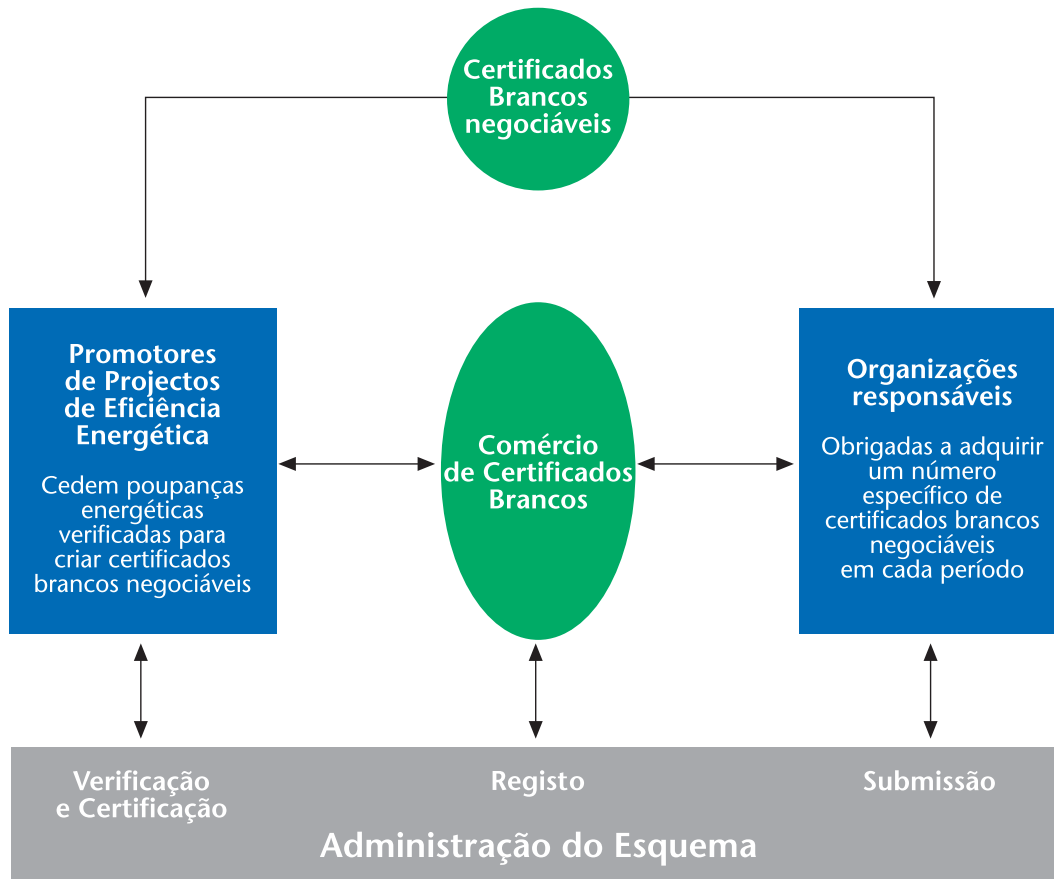 Certificados
Brancos
negociáveis
Promotores
de Projectos
de Eficiência
Energética
Cedem poupanças
energéticas
verificadas para
criar certificados
brancos negociáveis
Comércio
de Certificados
Brancos
Organizações
responsáveis
Obrigadas a adquirir
um número
específico de
certificados brancos
negociáveis
em cada período
Verificação
e Certificação
Registo
Submissão
Administração do Esquema